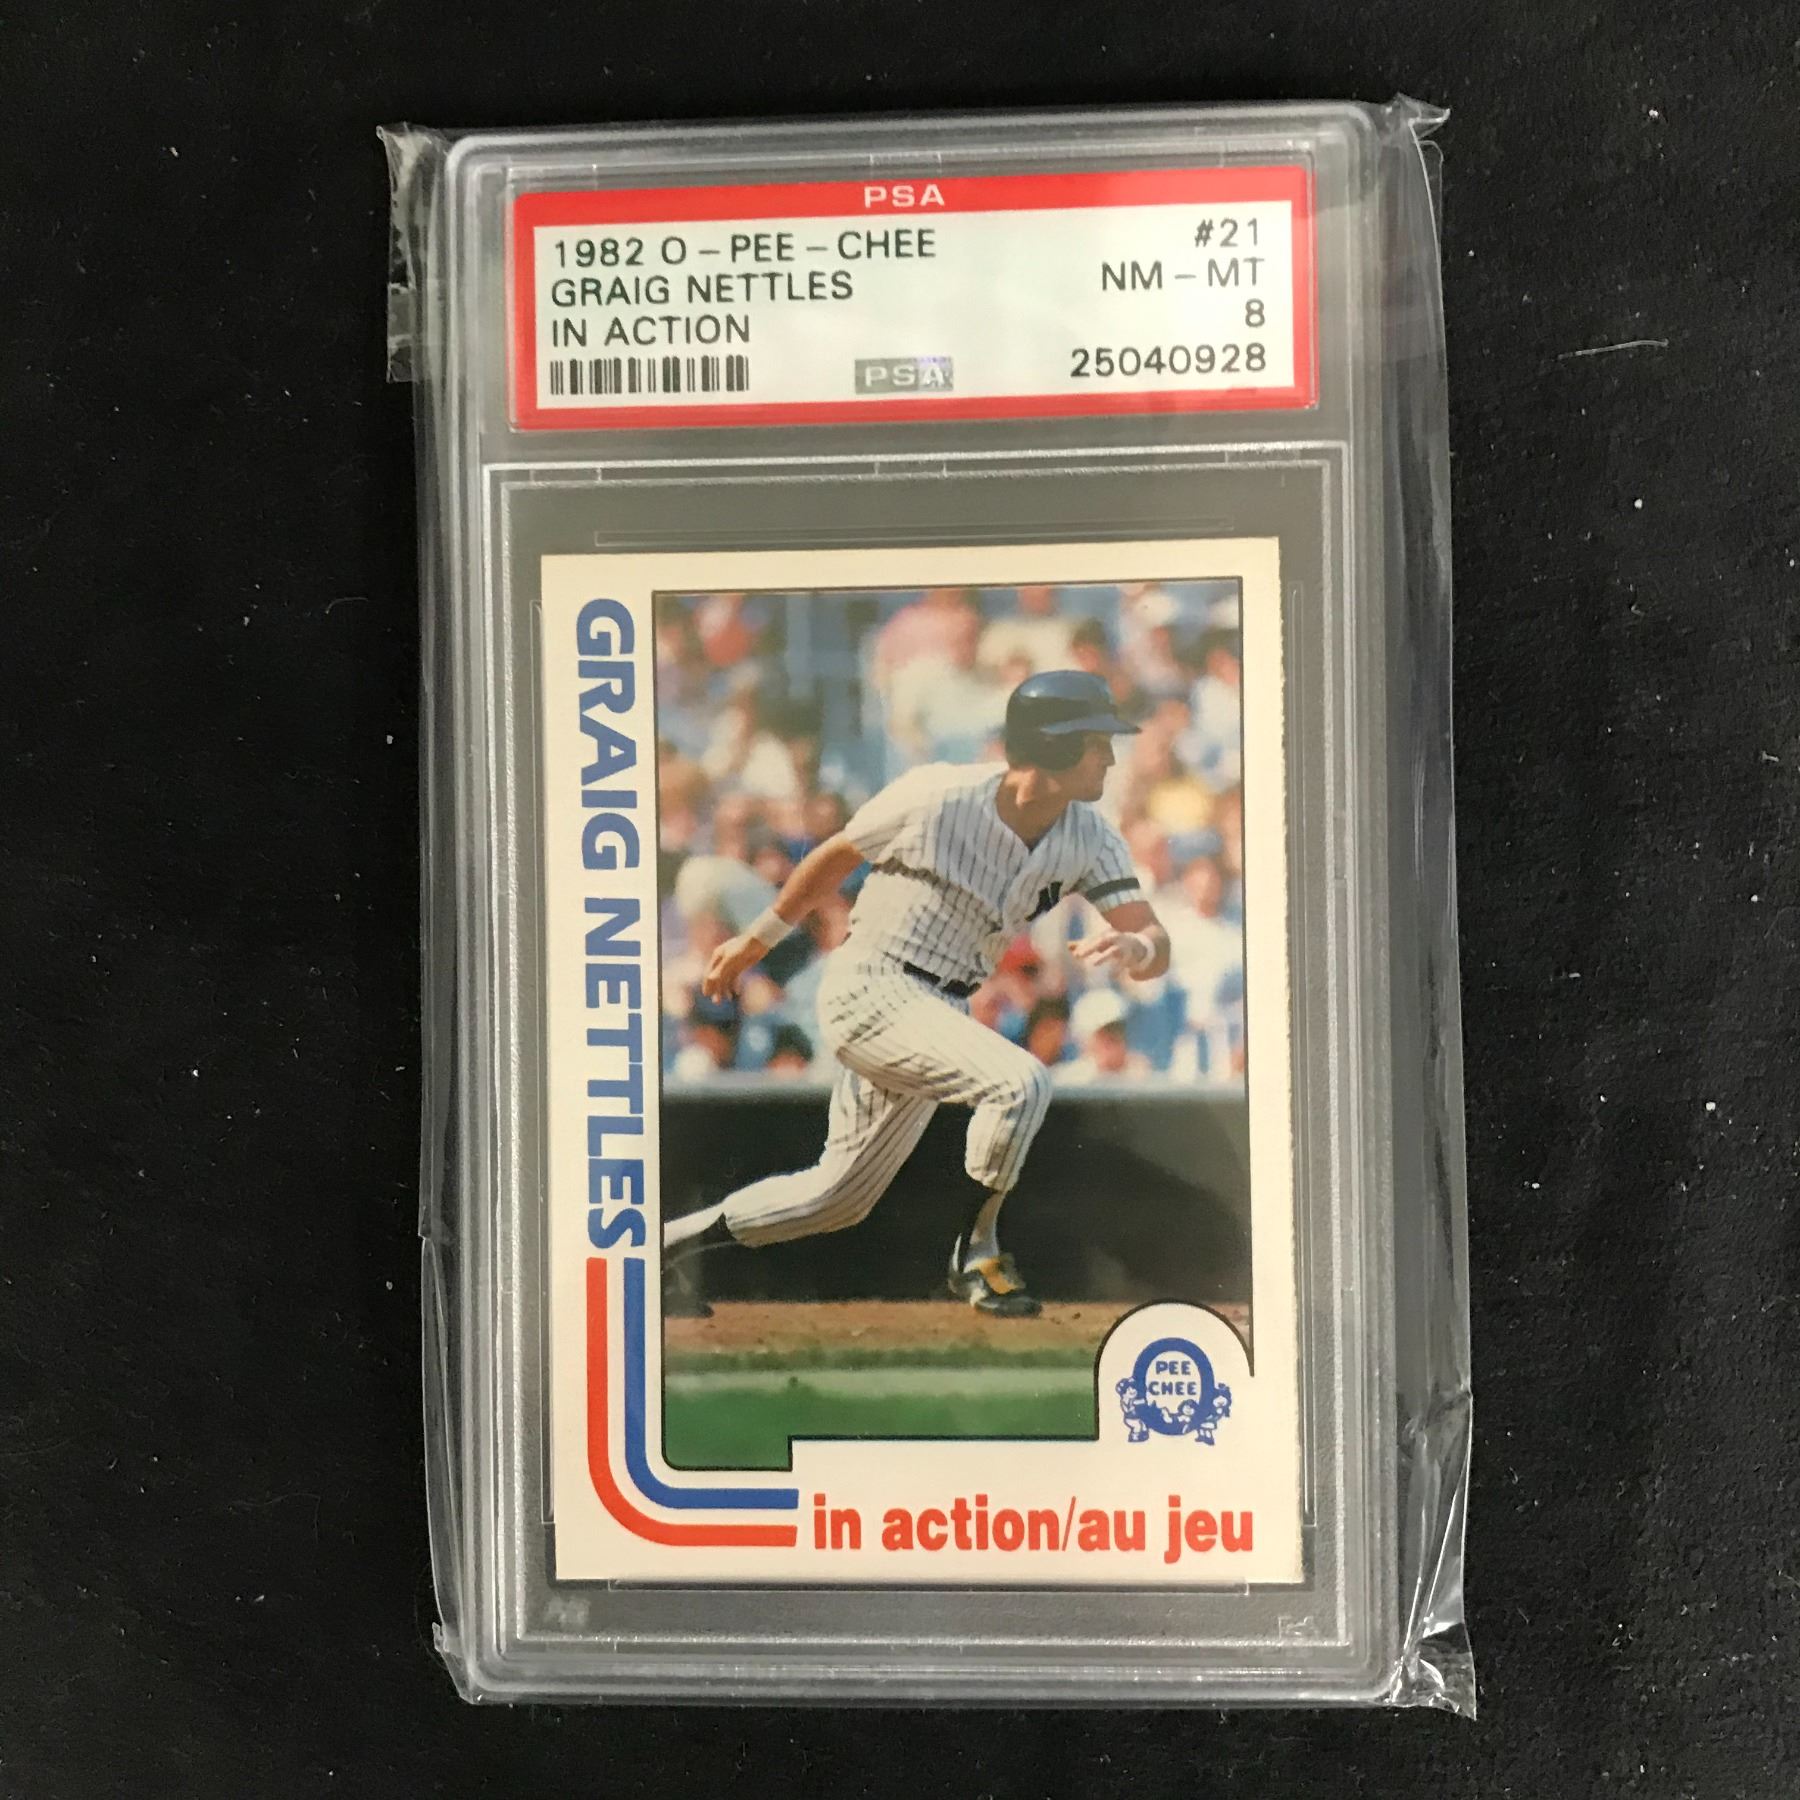 PSA
1982 O-PEE-CHEE #21
GRAIG NETTLES NM-MT
IN ACTION 8
PSA 25040928
GRAIG NETTLES
N
PEE
CHEE
in action/au jeu